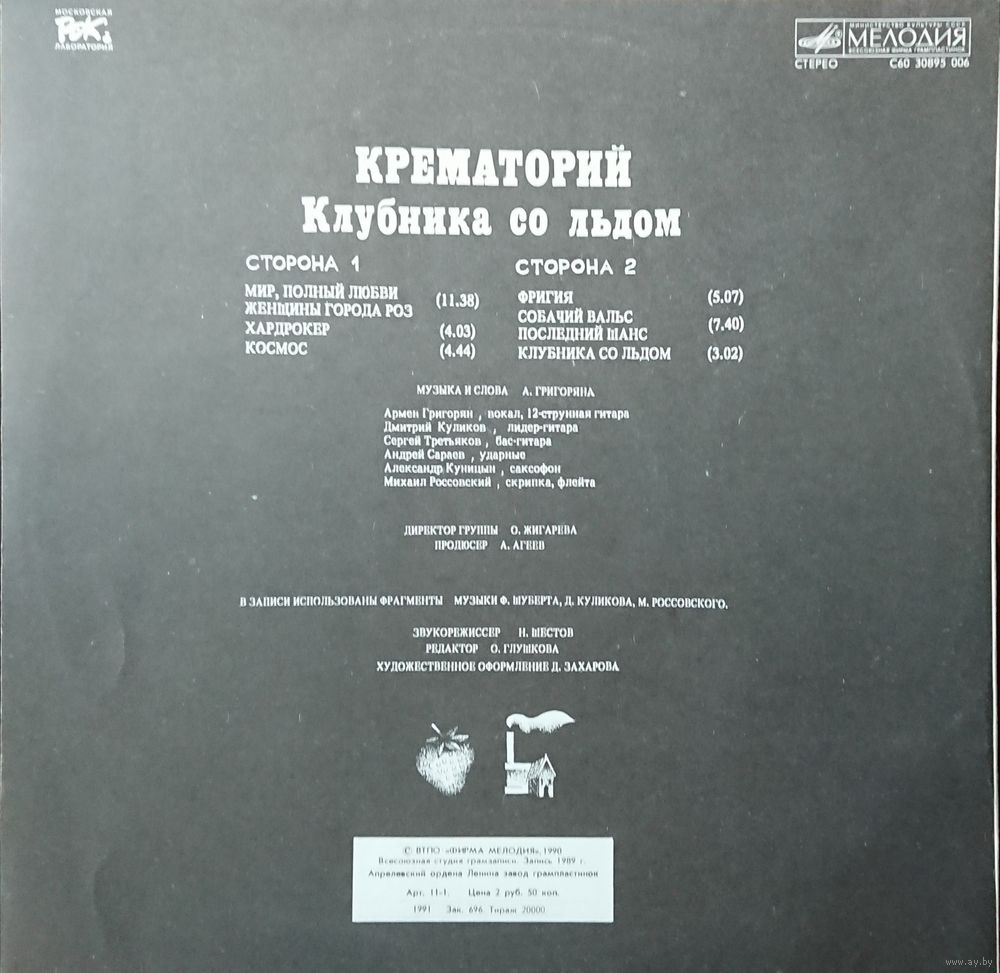 МОСКОВСКАЯ
РОК
ЛАБОРАТОРИЯ
МИНИСТЕРСТВО КУЛЬТУРЫ СССР
МЕЛОДИЯ
ВСЕСОЮЗНАЯ ФИРМА ГРАМПЛАСТИНОК
СТЕРЕО С60 30895 006
КРЕМАТОРИЙ
Клубника со льдом
СТОРОНА 1
МИР, ПОЛНЫЙ ЛЮБВИ
ЖЕНЩИНЫ ГОРОДА РОЗ (11.38)
ХАРДРОКЕР (4.03)
КОСМОС (4.44)
СТОРОНА 2
ФРИГИЯ (5.07)
СОБАЧИЙ ВАЛЬС
ПОСЛЕДНИЙ ШАНС (7.40)
КЛУБНИКА СО ЛЬДОМ (3.02)
МУЗЫКА И СЛОВА А. ГРИГОРЯНА
Армен Григорян , вокал, 12-струнная гитара
Дмитрий Куликов , лидер-гитара
Сергей Третьяков , бас-гитара
Андрей Сараев , ударные
Александр Куницын , саксофон
Михаил Россовский , скрипка, флейта
ДИРЕКТОР ГРУППЫ О. ЖИГАРЕВА
ПРОДЮСЕР А. АГЕЕВ
В ЗАПИСИ ИСПОЛЬЗОВАНЫ ФРАГМЕНТЫ МУЗЫКИ Ф. ШУБЕРТА, Д. КУЛИКОВА, М. РОССОВСКОГО.
ЗВУКОРЕЖИССЕР Н. ШЕСТОВ
РЕДАКТОР О. ГЛУШКОВА
ХУДОЖЕСТВЕННОЕ ОФОРМЛЕНИЕ Д. ЗАХАРОВА
© ВТПО «ФИРМА МЕЛОДИЯ», 1990
Всесоюзная студия грамзаписи. Запись 1989 г.
Апрелевский ордена Ленина завод грампластинок
Арт. 11-1. Цена 2 руб. 50 коп.
1991 Зак. 696 Тираж 20000.
www.ay.by